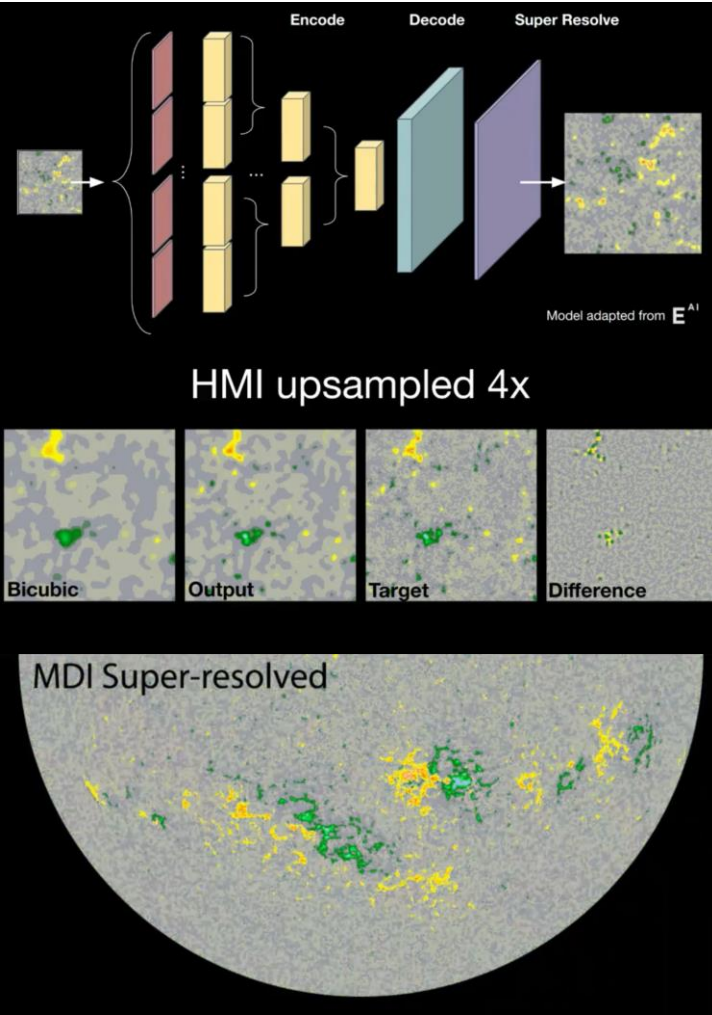 Encode Decode Super Resolve
Model adapted from E AI
HMI upsampled 4x
Bicubic Output Target Difference
MDI Super-resolved